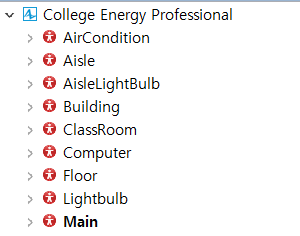 College Energy Professional
AirCondition
Aisle
AisleLightBulb
Building
ClassRoom
Computer
Floor
Lightbulb
Main